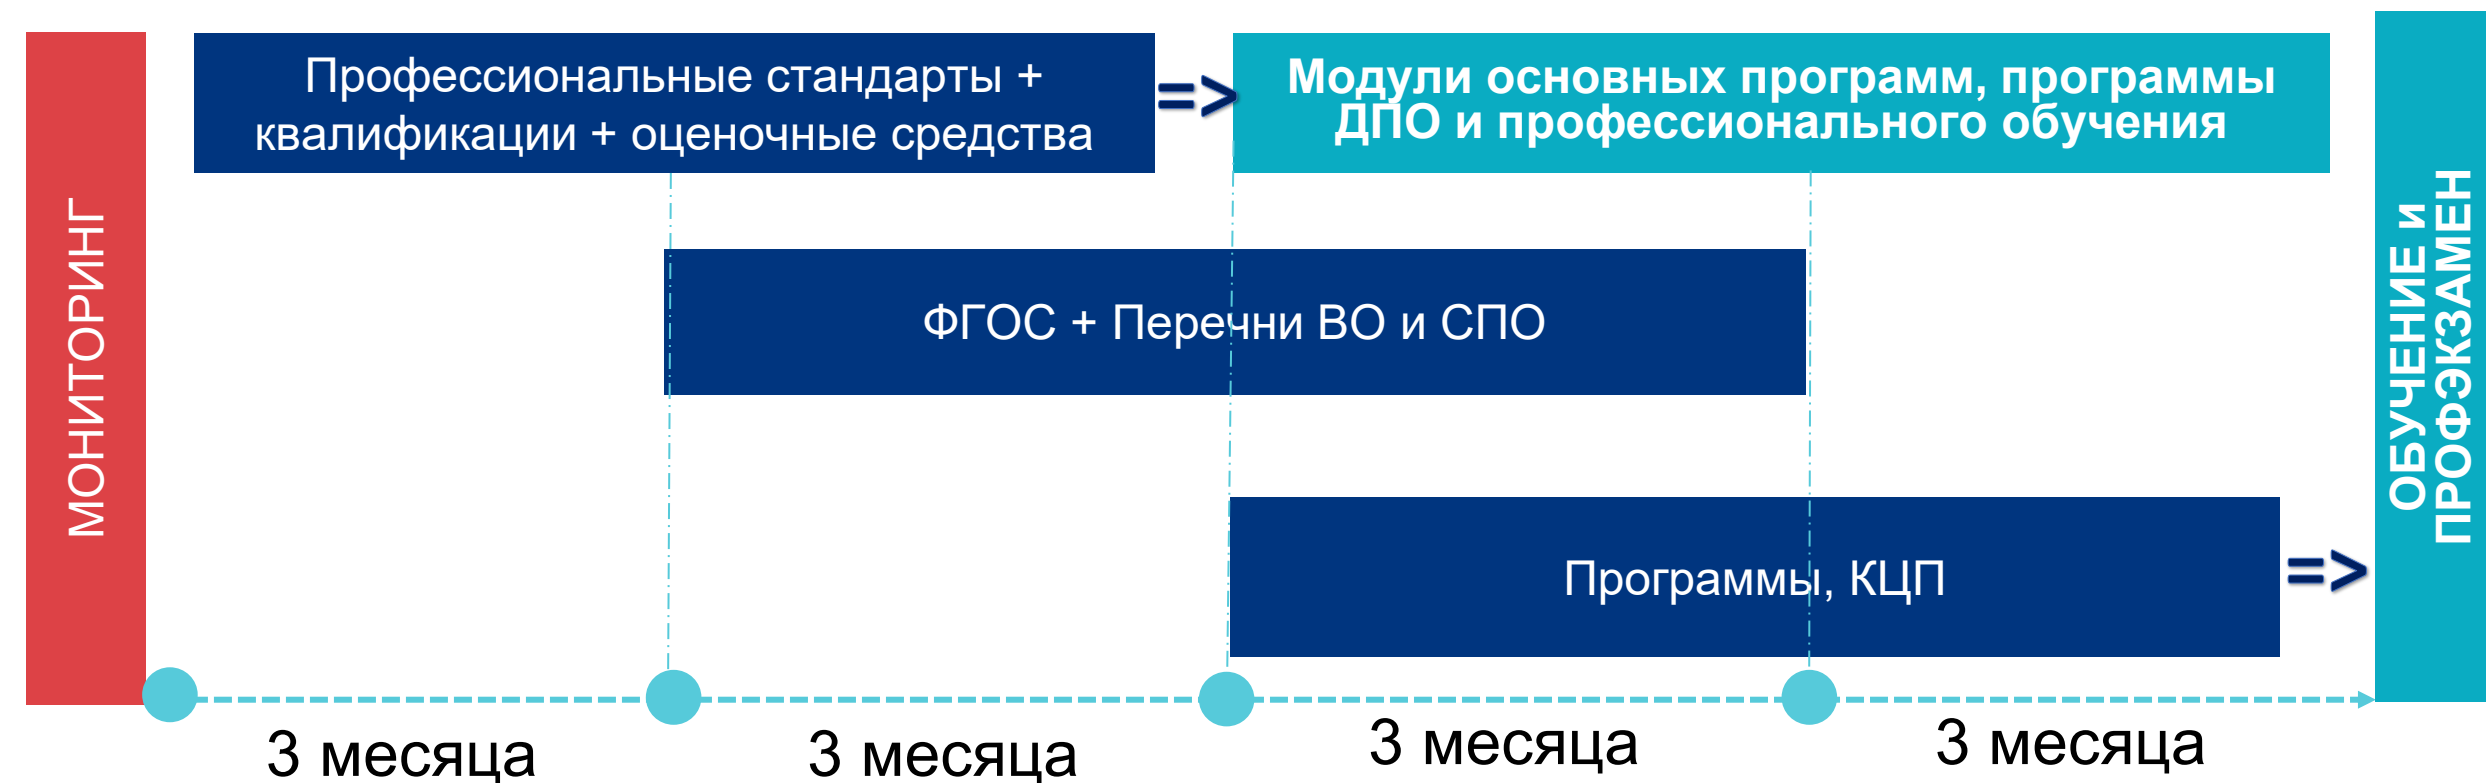 МОНИТОРИНГ
Профессиональные стандарты +
квалификации + оценочные средства
=>
Модули основных программ, программы
ДПО и профессионального обучения
ФГОС + Перечни ВО и СПО
Программы, КЦП
=>
ОБУЧЕНИЕ и
ПРОФЭКЗАМЕН
3 месяца
3 месяца
3 месяца
3 месяца